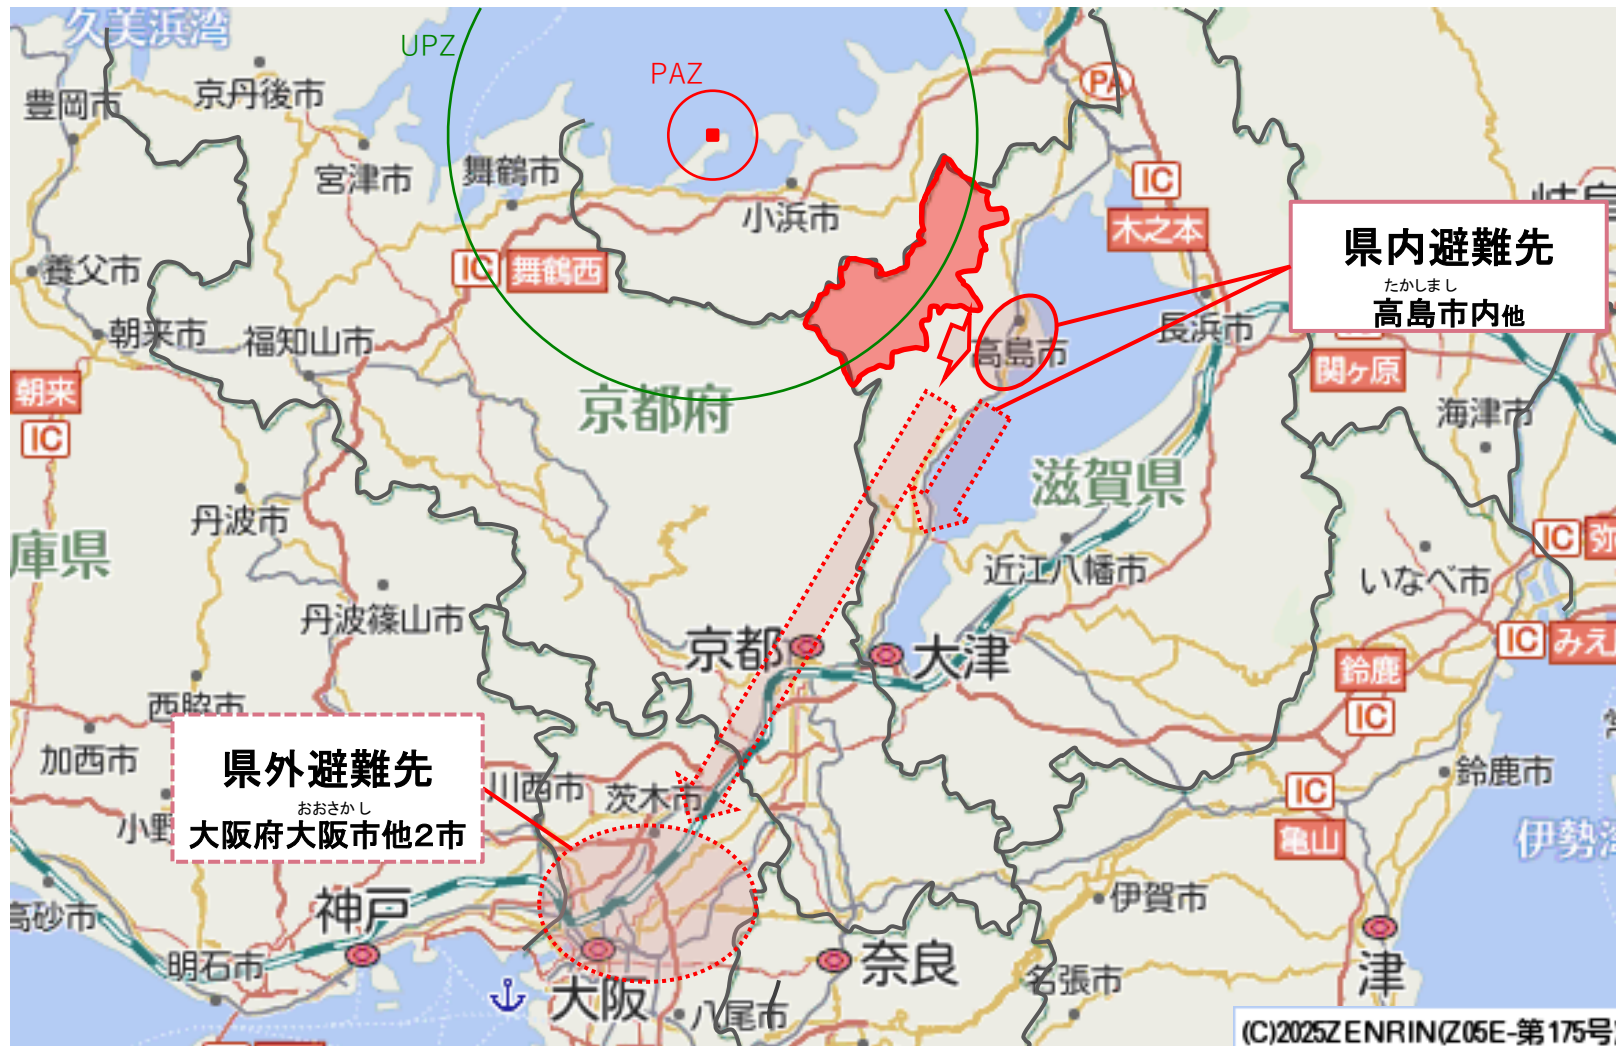 久美浜湾
UPZ
PAZ
PA
豊岡市
京丹後市
宮津市
舞鶴市
小浜市
IC
木之本
県内避難先
たかしまし
高島市内他
養父市
IC
舞鶴西
朝来市
福知山市
高島市
長浜市
関ヶ原
朝来
IC
京都府
海津市
滋賀県
丹波市
庫県
近江八幡市
いなべ市
IC
弥
丹波篠山市
京都
大津
IC
みえ
鈴鹿
IC
西脇市
県外避難先
おおさかし
大阪府大阪市他2市
加西市
川西市
茨木市
鈴鹿市
IC
亀山
小野
伊勢湾
神戸
伊賀市
高砂市
明石市
奈良
名張市
津
大阪
八尾市
(C)2025ZENRIN(Z05E-第175号)